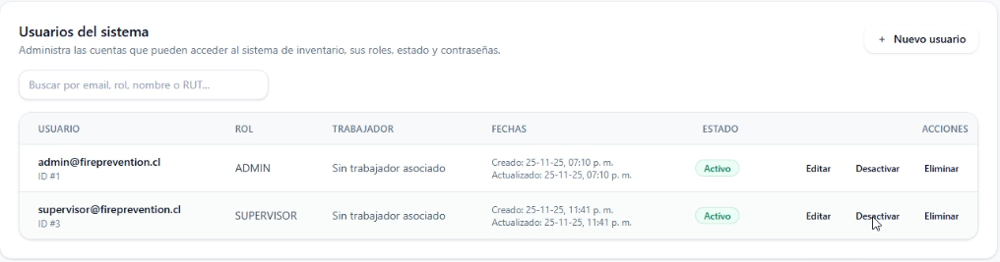 Usuarios del sistema
Administra las cuentas que pueden acceder al sistema de inventario, sus roles, estado y contraseñas.
+ Nuevo usuario
Buscar por email, rol, nombre o RUT...
USUARIO ROL TRABAJADOR FECHAS ESTADO ACCIONES
admin@fireprevention.cl
ID #1
ADMIN
Sin trabajador asociado
Creado: 25-11-25, 07:10 p. m.
Actualizado: 25-11-25, 07:10 p. m.
Activo
Editar Desactivar Eliminar
supervisor@fireprevention.cl
ID #3
SUPERVISOR
Sin trabajador asociado
Creado: 25-11-25, 11:41 p. m.
Actualizado: 25-11-25, 11:41 p. m.
Activo
Editar Desactivar Eliminar